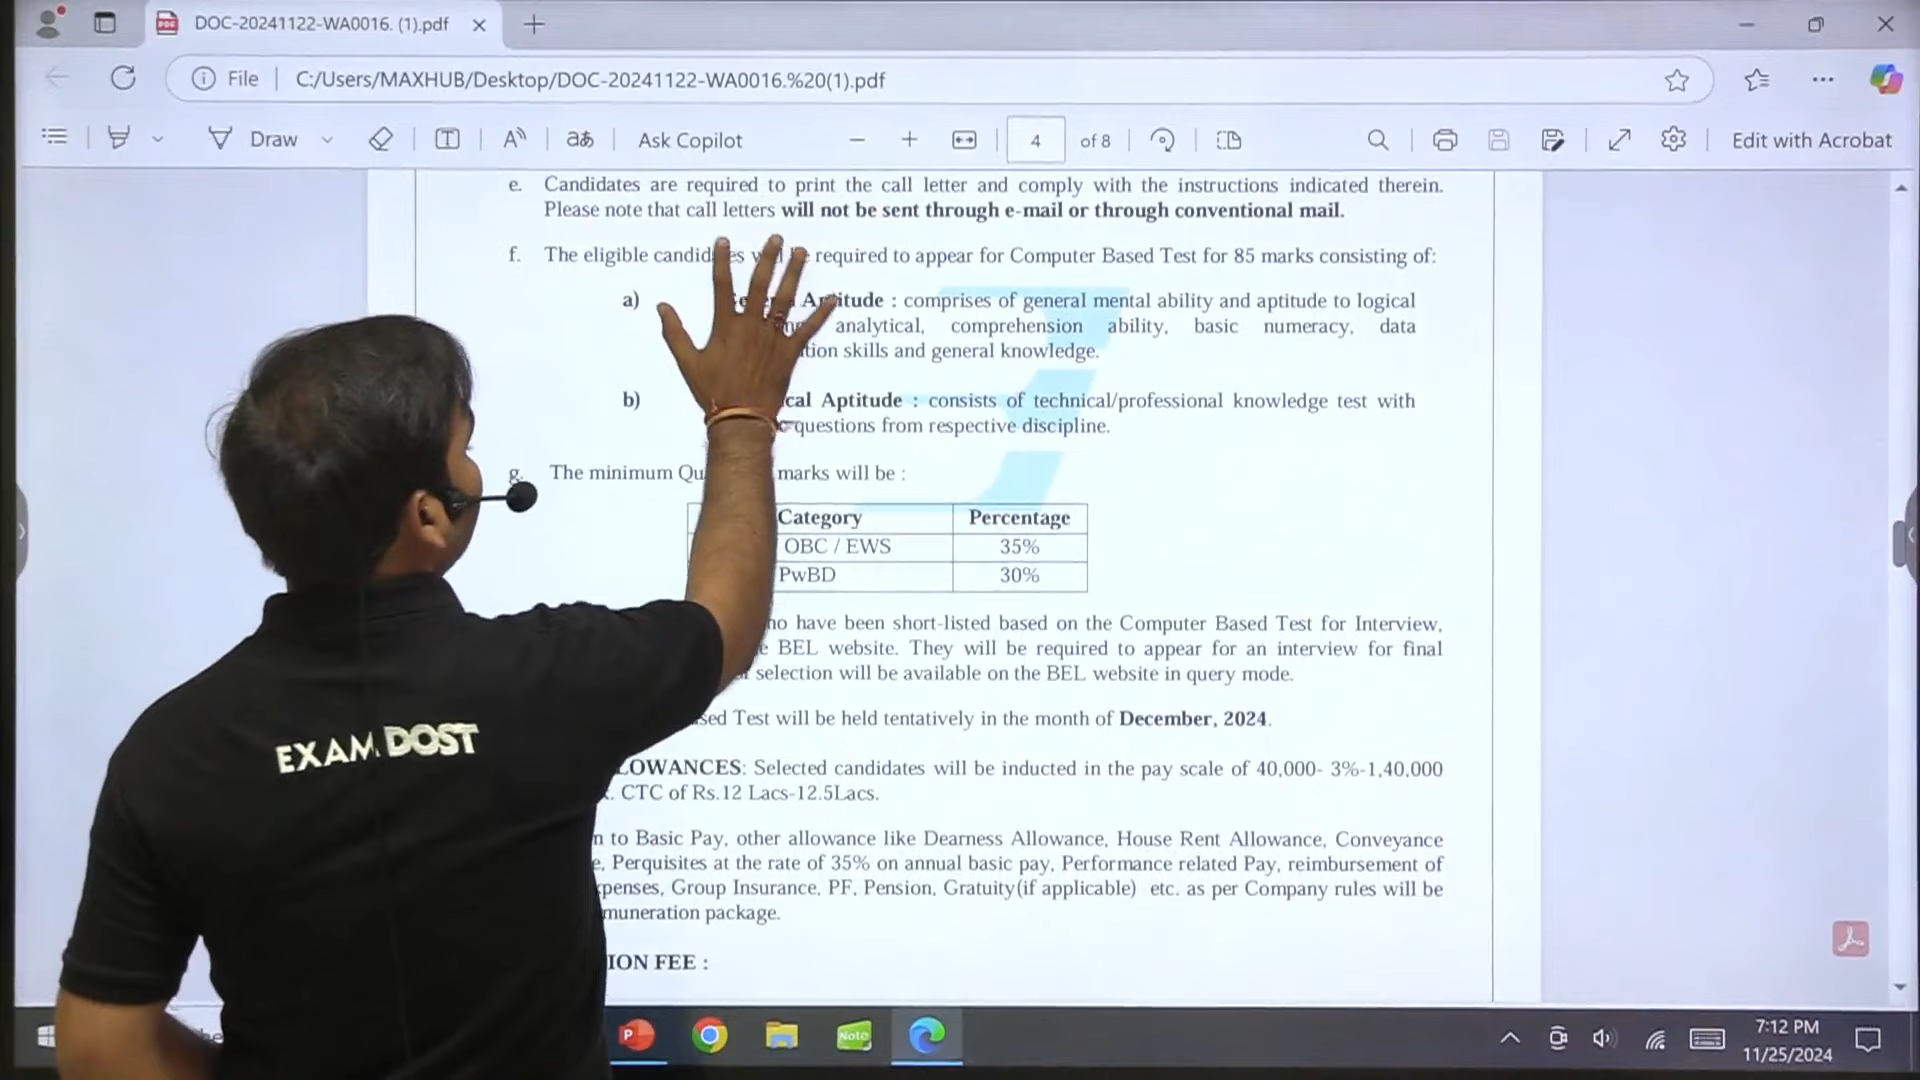 DOC-20241122-WA0016. (1).pdf
File C:/Users/MAXHUB/Desktop/DOC-20241122-WA0016.%20(1).pdf
Draw Ask Copilot 4 of 8 Edit with Acrobat
e. Candidates are required to print the call letter and comply with the instructions indicated therein.
Please note that call letters will not be sent through e-mail or through conventional mail.
f. The eligible candidates required to appear for Computer Based Test for 85 marks consisting of:
a) Aptitude : comprises of general mental ability and aptitude to logical
analytical, comprehension ability, basic numeracy, data
tion skills and general knowledge.
b) cal Aptitude : consists of technical/professional knowledge test with
questions from respective discipline.
g. The minimum Qu marks will be :
Category Percentage
OBC / EWS 35%
PwBD 30%
ho have been short-listed based on the Computer Based Test for Interview,
e BEL website. They will be required to appear for an interview for final
selection will be available on the BEL website in query mode.
sed Test will be held tentatively in the month of December, 2024.
LOWANCES: Selected candidates will be inducted in the pay scale of 40,000- 3%-1,40,000
. CTC of Rs.12 Lacs-12.5Lacs.
n to Basic Pay, other allowance like Dearness Allowance, House Rent Allowance, Conveyance
e, Perquisites at the rate of 35% on annual basic pay, Performance related Pay, reimbursement of
penses, Group Insurance, PF, Pension, Gratuity(if applicable) etc. as per Company rules will be
muneration package.
ION FEE :
EXAM DOST
Note
7:12 PM
11/25/2024